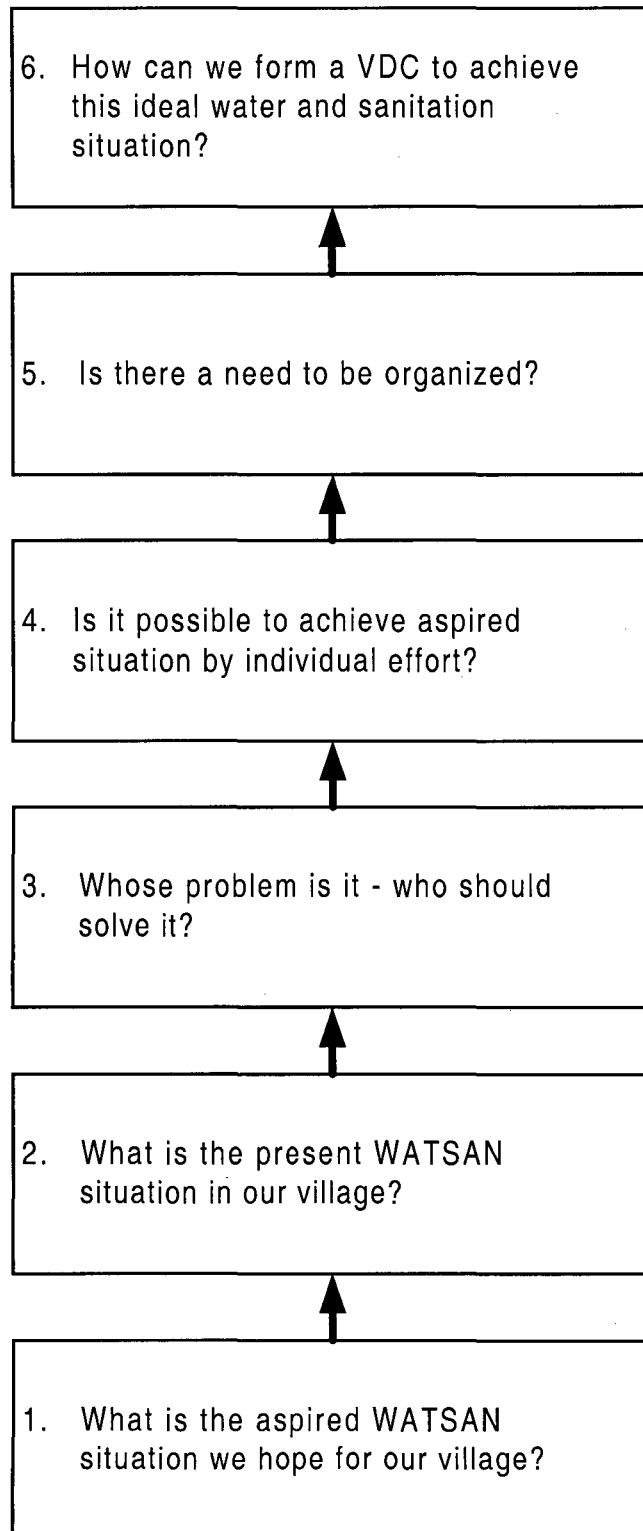 6. How can we form a VDC to achieve
this ideal water and sanitation
situation?
5. Is there a need to be organized?
4. Is it possible to achieve aspired
situation by individual effort?
3. Whose problem is it - who should
solve it?
2. What is the present WATSAN
situation in our village?
1. What is the aspired WATSAN
situation we hope for our village?